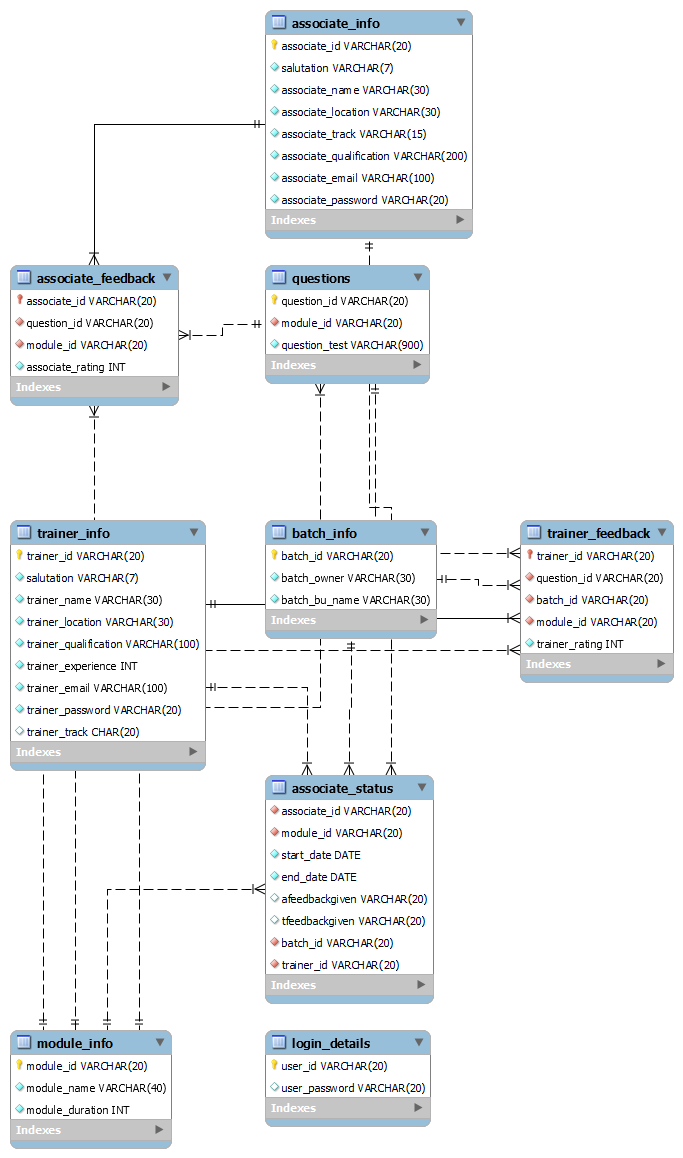 associate_info
associate_id VARCHAR(20)
salutation VARCHAR(7)
associate_name VARCHAR(30)
associate_location VARCHAR(30)
associate_track VARCHAR(15)
associate_qualification VARCHAR(200)
associate_email VARCHAR(100)
associate_password VARCHAR(20)
Indexes
associate_feedback
associate_id VARCHAR(20)
question_id VARCHAR(20)
module_id VARCHAR(20)
associate_rating INT
Indexes
questions
question_id VARCHAR(20)
module_id VARCHAR(20)
question_test VARCHAR(900)
Indexes
trainer_info
trainer_id VARCHAR(20)
salutation VARCHAR(7)
trainer_name VARCHAR(30)
trainer_location VARCHAR(30)
trainer_qualification VARCHAR(100)
trainer_experience INT
trainer_email VARCHAR(100)
trainer_password VARCHAR(20)
trainer_track CHAR(20)
Indexes
batch_info
batch_id VARCHAR(20)
batch_owner VARCHAR(30)
batch_bu_name VARCHAR(30)
Indexes
trainer_feedback
trainer_id VARCHAR(20)
question_id VARCHAR(20)
batch_id VARCHAR(20)
module_id VARCHAR(20)
trainer_rating INT
Indexes
associate_status
associate_id VARCHAR(20)
module_id VARCHAR(20)
start_date DATE
end_date DATE
afeedbackgiven VARCHAR(20)
tfeedbackgiven VARCHAR(20)
batch_id VARCHAR(20)
trainer_id VARCHAR(20)
Indexes
module_info
module_id VARCHAR(20)
module_name VARCHAR(40)
module_duration INT
Indexes
login_details
user_id VARCHAR(20)
user_password VARCHAR(20)
Indexes